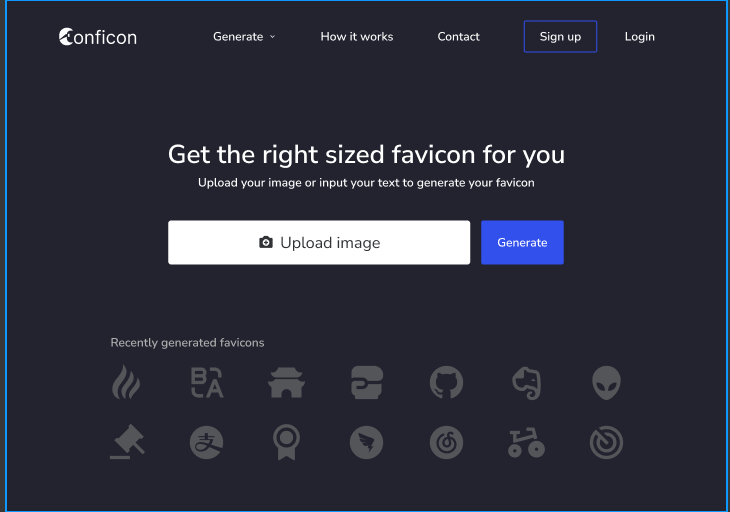 Conficon
Generate
How it works
Contact
Sign up
Login
Get the right sized favicon for you
Upload your image or input your text to generate your favicon
Upload image
Generate
Recently generated favicons
B
A
支